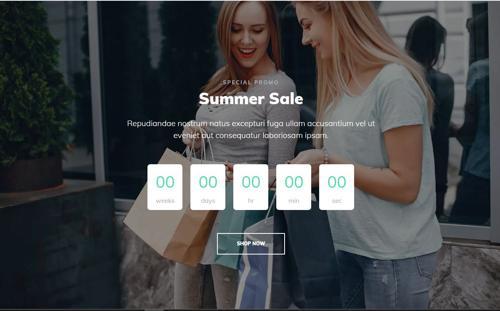 SPECIAL PROMO
Summer Sale
Repudiandae nostrum natus excepturi fuga ullam accusantium vel ut
eveniet aut consequatur laboriosam ipsam.
00 00 00 00 00
weeks days hr min sec
SHOP NOW